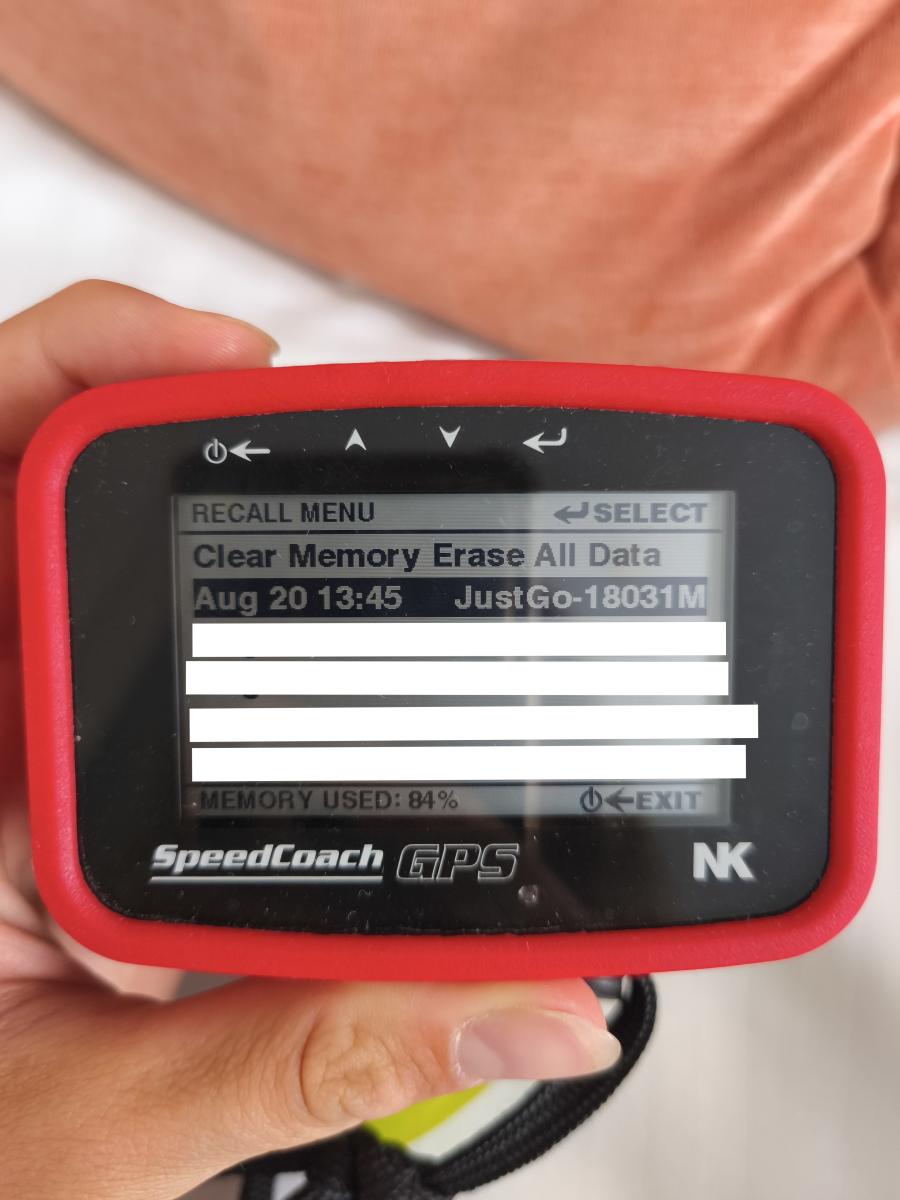 RECALL MENU SELECT
Clear Memory Erase All Data
Aug 20 13:45 JustGo-18031M
MEMORY USED: 84% EXIT
SpeedCoach GPS NK